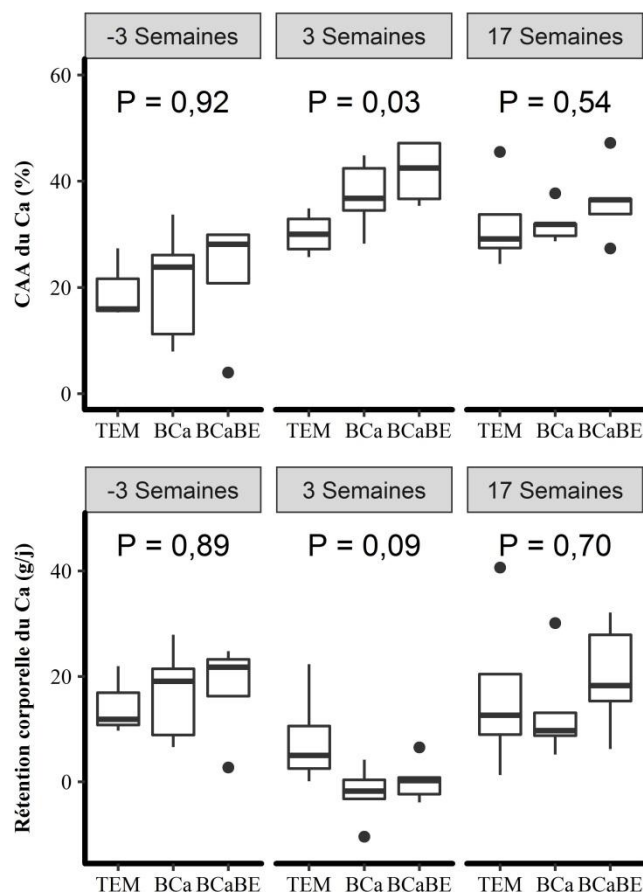 -3 Semaines 3 Semaines 17 Semaines
P = 0,92 P = 0,03 P = 0,54
CAA du Ca (%)
60
40
20
0
TEM BCa BCaBE TEM BCa BCaBE TEM BCa BCaBE
-3 Semaines 3 Semaines 17 Semaines
P = 0,89 P = 0,09 P = 0,70
Rétention corporelle du Ca (g/j)
40
20
0
TEM BCa BCaBE TEM BCa BCaBE TEM BCa BCaBE